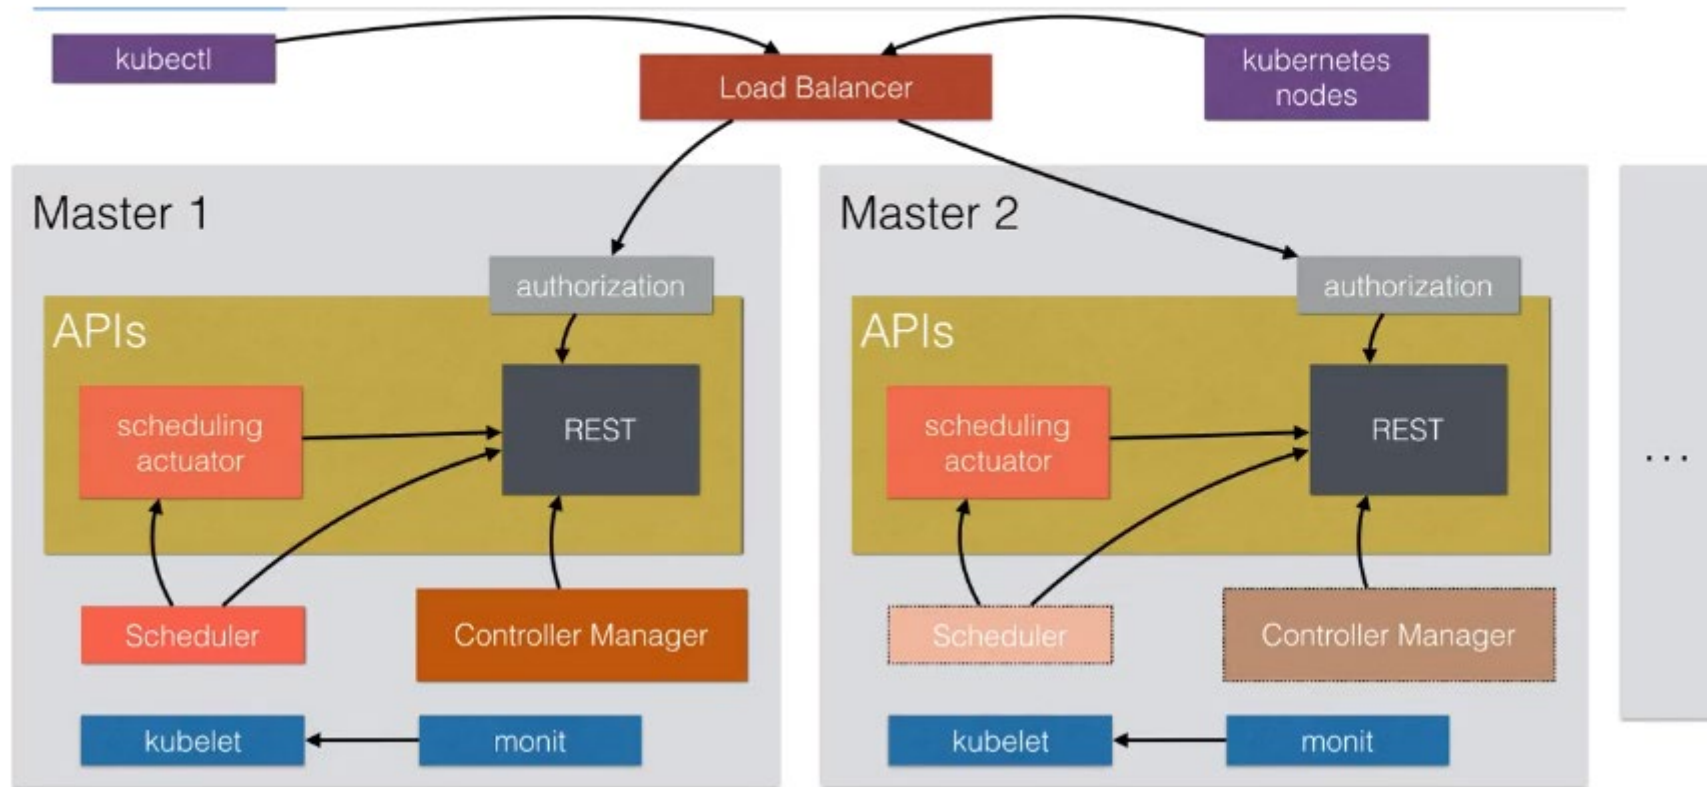 kubectl
Load Balancer
kubernetes
nodes
Master 1
authorization
APIs
scheduling
actuator
REST
Scheduler
Controller Manager
kubelet
monit
Master 2
authorization
APIs
scheduling
actuator
REST
Scheduler
Controller Manager
kubelet
monit
...